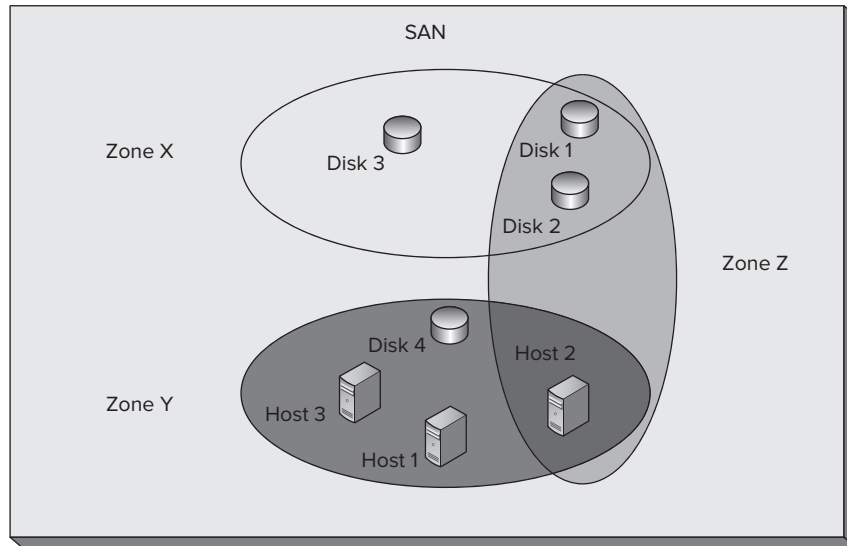 SAN
Zone X
Disk 3
Disk 1
Disk 2
Zone Z
Disk 4
Host 2
Zone Y
Host 3
Host 1